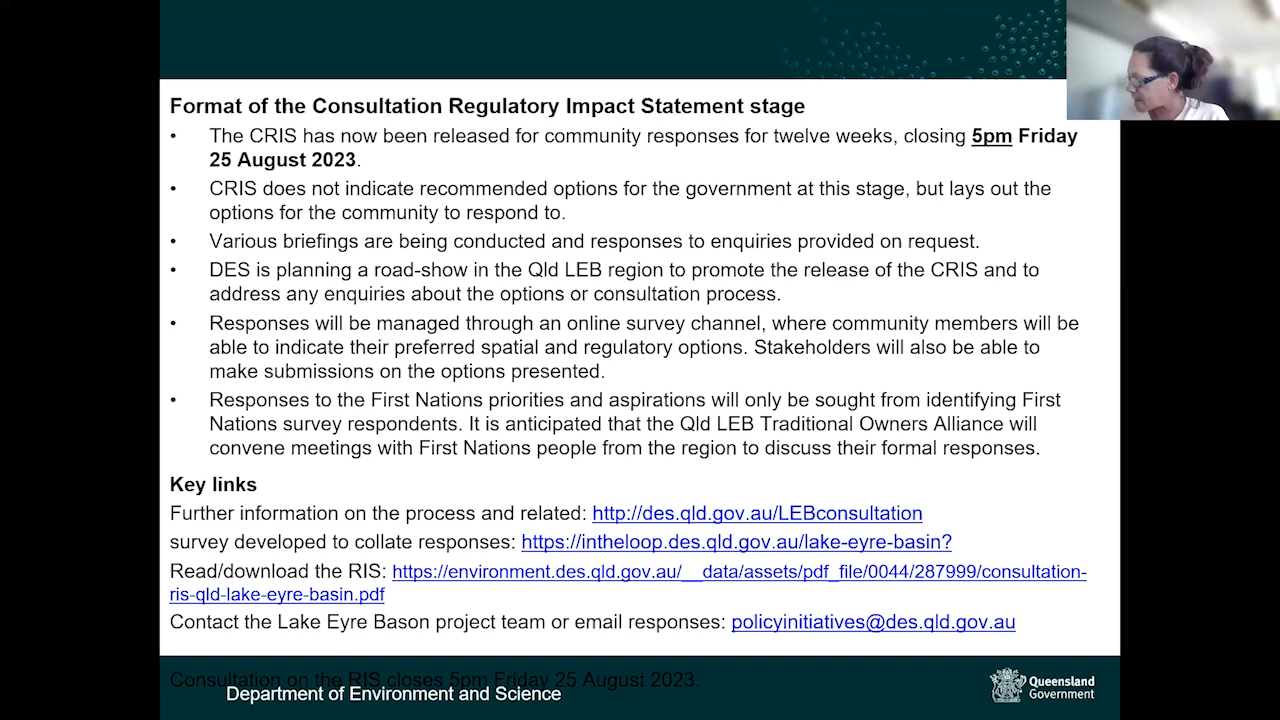 Format of the Consultation Regulatory Impact Statement stage
• The CRIS has now been released for community responses for twelve weeks, closing 5pm Friday
25 August 2023.
• CRIS does not indicate recommended options for the government at this stage, but lays out the
options for the community to respond to.
• Various briefings are being conducted and responses to enquiries provided on request.
• DES is planning a road-show in the Qld LEB region to promote the release of the CRIS and to
address any enquiries about the options or consultation process.
• Responses will be managed through an online survey channel, where community members will be
able to indicate their preferred spatial and regulatory options. Stakeholders will also be able to
make submissions on the options presented.
• Responses to the First Nations priorities and aspirations will only be sought from identifying First
Nations survey respondents. It is anticipated that the Qld LEB Traditional Owners Alliance will
convene meetings with First Nations people from the region to discuss their formal responses.
Key links
Further information on the process and related: http://des.qld.gov.au/LEBconsultation
survey developed to collate responses: https://intheloop.des.qld.gov.au/lake-eyre-basin?
Read/download the RIS: https://environment.des.qld.gov.au/__data/assets/pdf_file/0044/287999/consultation-
ris-qld-lake-eyre-basin.pdf
Contact the Lake Eyre Bason project team or email responses: policyinitiatives@des.qld.gov.au
Consultation on the RIS closes 5pm Friday 25 August 2023.
Department of Environment and Science
Queensland
Government